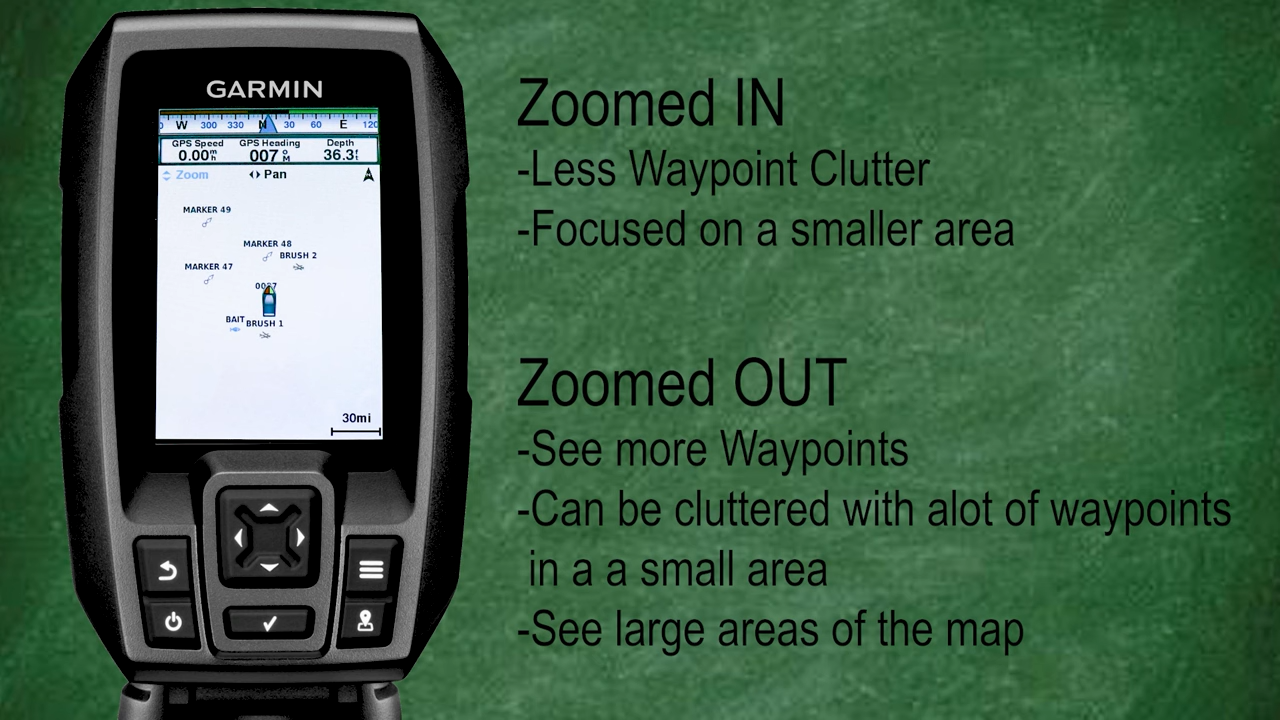 GARMIN
W 300 330 N 30 60 E 120
GPS Speed GPS Heading Depth
0.00mh 007°M 36.3f
Zoom Pan
MARKER 49
MARKER 48
BRUSH 2
MARKER 47
BAIT
BRUSH 1
30mi
Zoomed IN
-Less Waypoint Clutter
-Focused on a smaller area
Zoomed OUT
-See more Waypoints
-Can be cluttered with alot of waypoints
in a a small area
-See large areas of the map